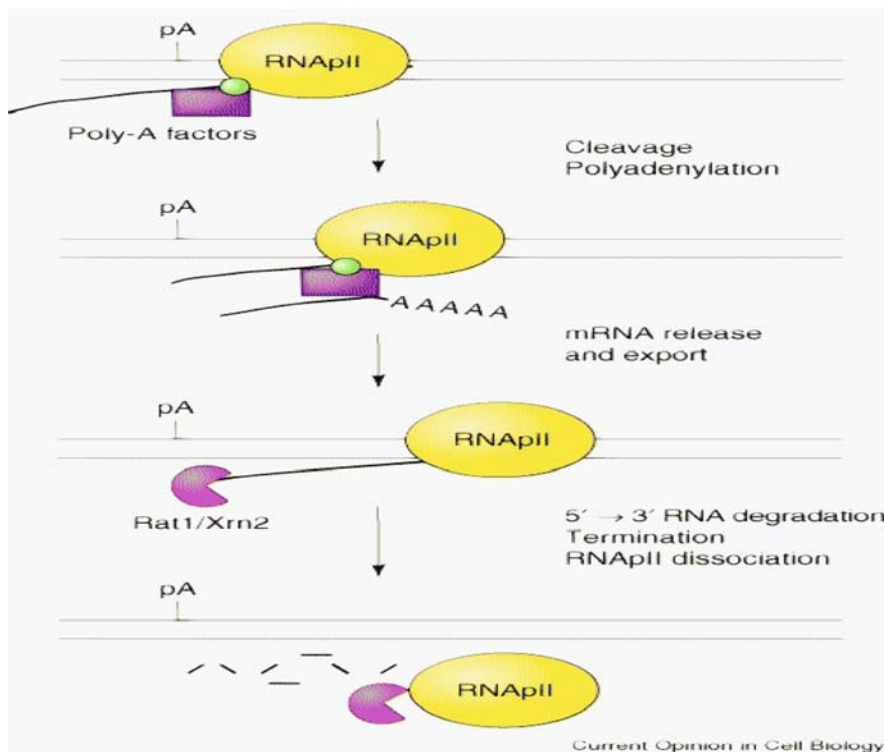 pA
RNApII
Poly-A factors
Cleavage
Polyadenylation
pA
RNApII
AAAAA
mRNA release
and export
pA
RNApII
Rat1/Xrn2
5′ → 3′ RNA degradation
Termination
RNApII dissociation
pA
RNApII
Current Opinion in Cell Biology